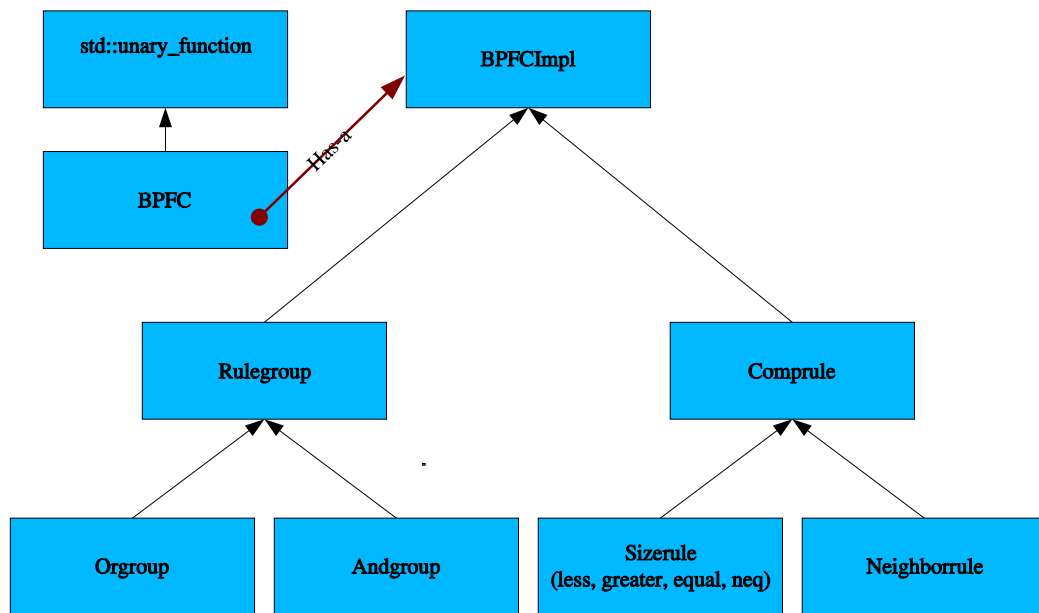 std::unary_function
BPFCImpl
Has-a
BPFC
Rulegroup
Comprule
Orgroup
Andgroup
Sizerule
(less, greater, equal, neq)
Neighborrule